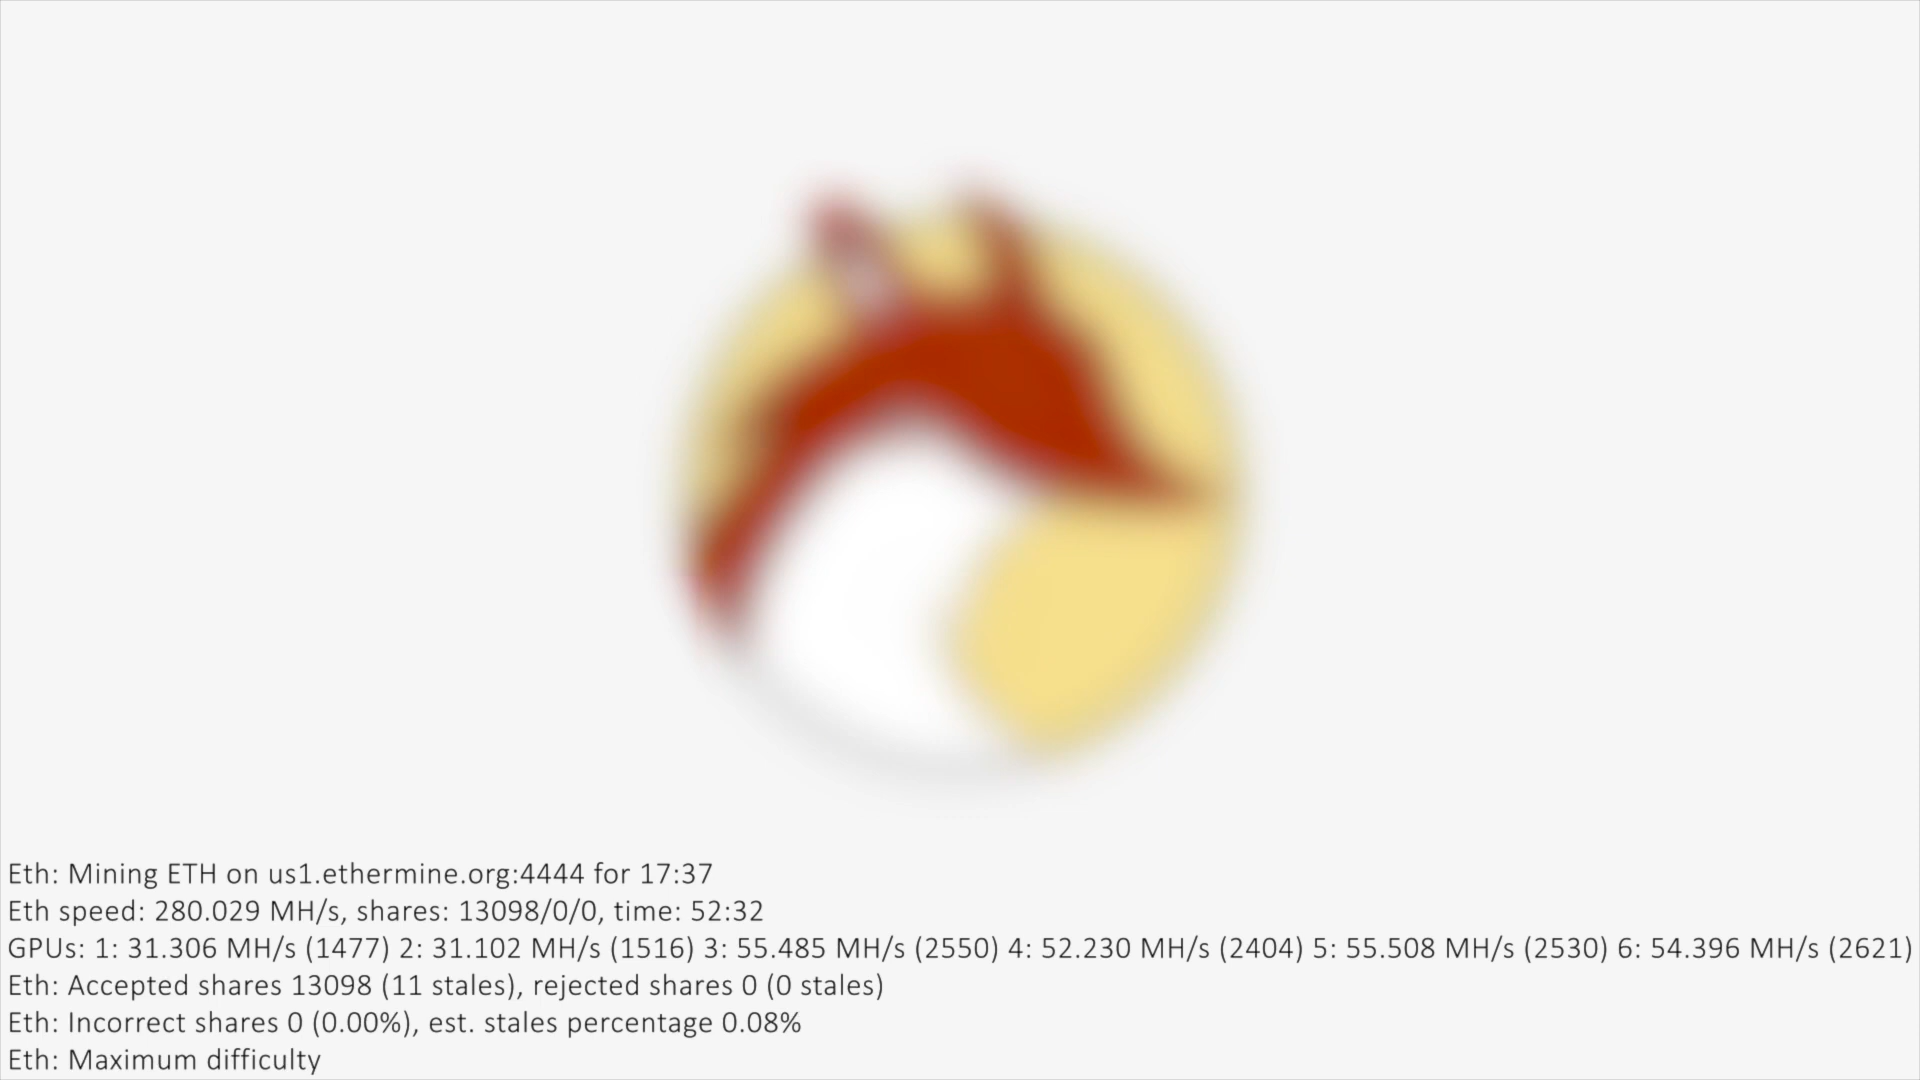 Eth: Mining ETH on us1.ethermine.org:4444 for 17:37
Eth speed: 280.029 MH/s, shares: 13098/0/0, time: 52:32
GPUs: 1: 31.306 MH/s (1477) 2: 31.102 MH/s (1516) 3: 55.485 MH/s (2550) 4: 52.230 MH/s (2404) 5: 55.508 MH/s (2530) 6: 54.396 MH/s (2621)
Eth: Accepted shares 13098 (11 stales), rejected shares 0 (0 stales)
Eth: Incorrect shares 0 (0.00%), est. stales percentage 0.08%
Eth: Maximum difficulty